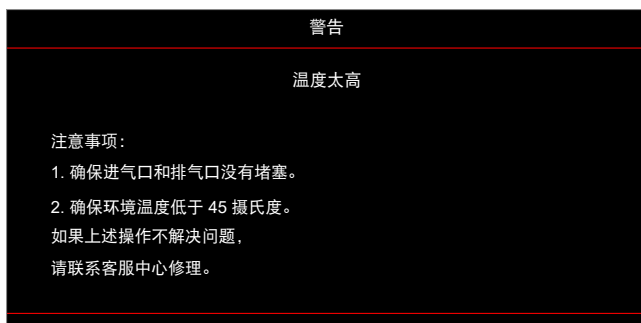 警告
温度太高
注意事项：
1. 确保进气口和排气口没有堵塞。
2. 确保环境温度低于 45 摄氏度。
如果上述操作不解决问题，
请联系客服中心修理。